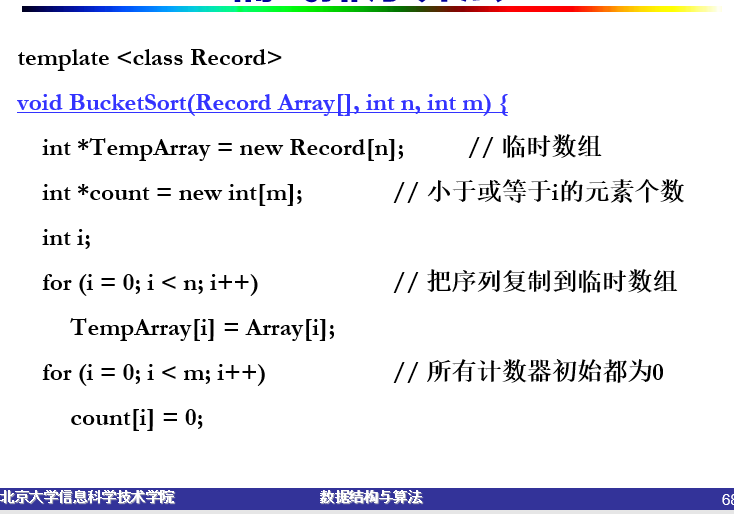 template <class Record>
void BucketSort(Record Array[], int n, int m) {
int *TempArray = new Record[n]; // 临时数组
int *count = new int[m]; // 小于或等于i的元素个数
int i;
for (i = 0; i < n; i++) // 把序列复制到临时数组
TempArray[i] = Array[i];
for (i = 0; i < m; i++) // 所有计数器初始都为0
count[i] = 0;
北京大学信息科学技术学院 数据结构与算法 68